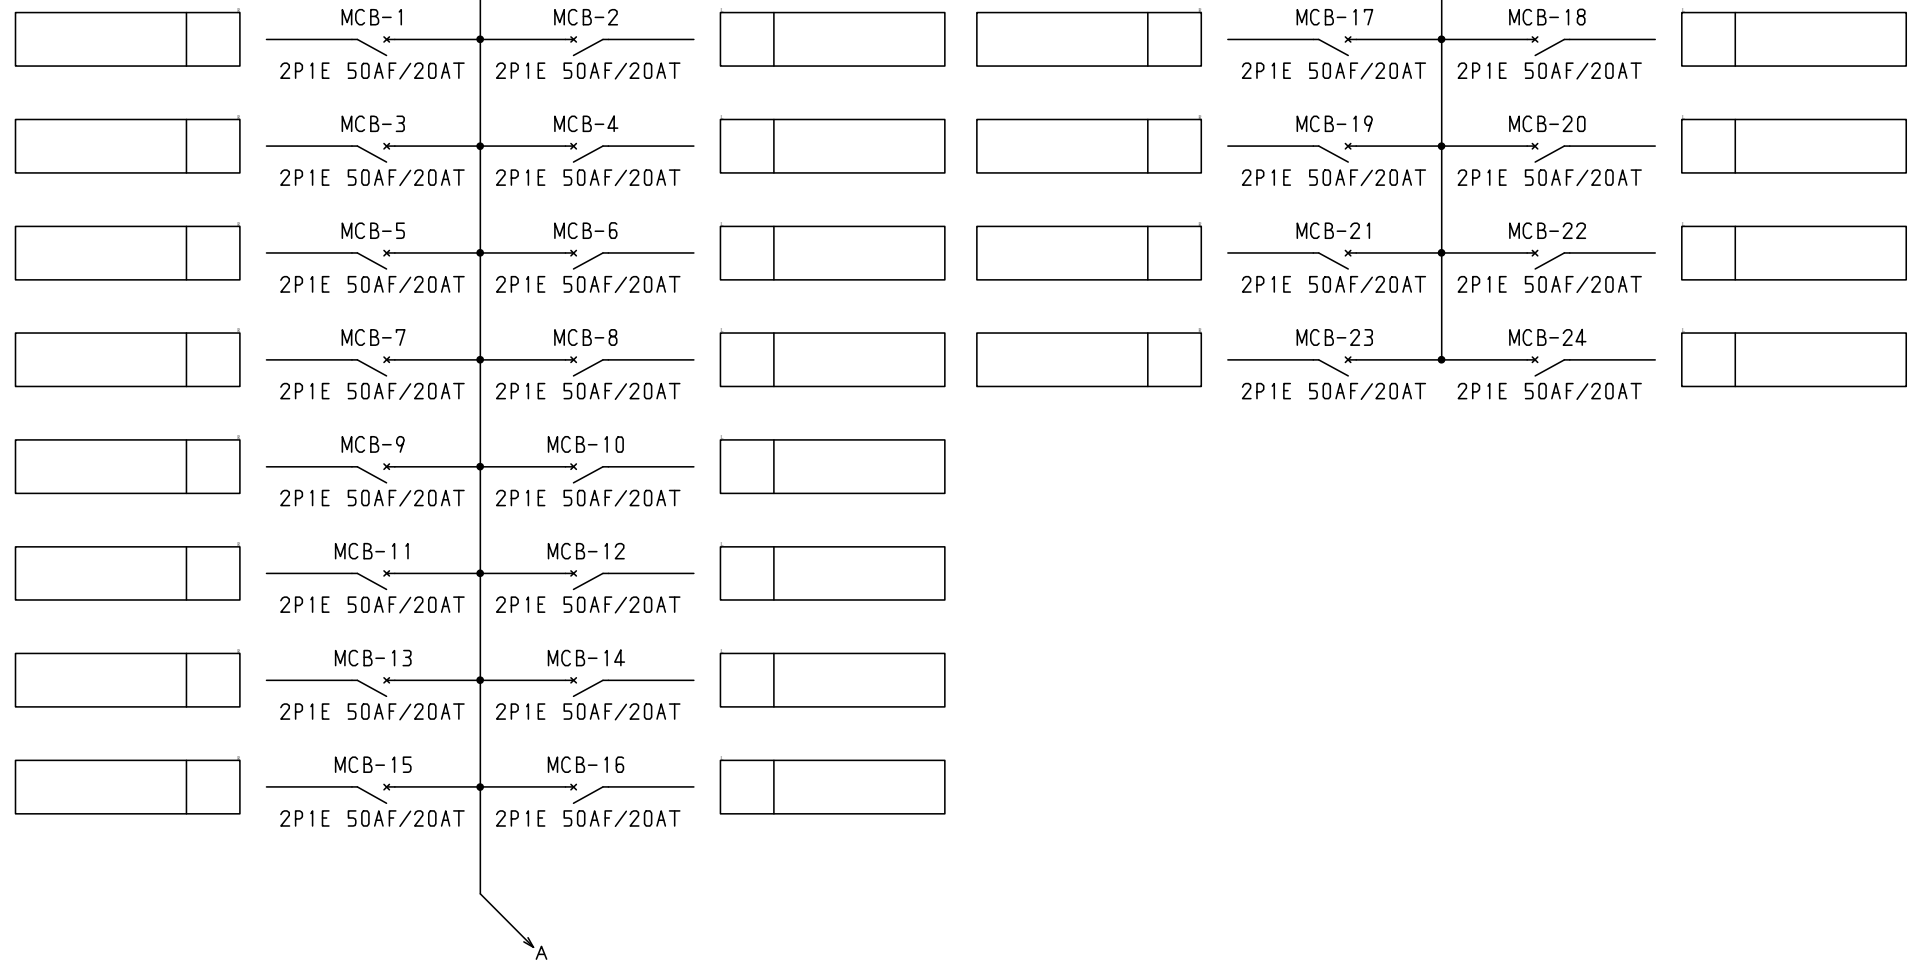 MCB-1 MCB-2 MCB-17 MCB-18
2P1E 50AF/20AT 2P1E 50AF/20AT 2P1E 50AF/20AT 2P1E 50AF/20AT
MCB-3 MCB-4 MCB-19 MCB-20
2P1E 50AF/20AT 2P1E 50AF/20AT 2P1E 50AF/20AT 2P1E 50AF/20AT
MCB-5 MCB-6 MCB-21 MCB-22
2P1E 50AF/20AT 2P1E 50AF/20AT 2P1E 50AF/20AT 2P1E 50AF/20AT
MCB-7 MCB-8 MCB-23 MCB-24
2P1E 50AF/20AT 2P1E 50AF/20AT 2P1E 50AF/20AT 2P1E 50AF/20AT
MCB-9 MCB-10
2P1E 50AF/20AT 2P1E 50AF/20AT
MCB-11 MCB-12
2P1E 50AF/20AT 2P1E 50AF/20AT
MCB-13 MCB-14
2P1E 50AF/20AT 2P1E 50AF/20AT
MCB-15 MCB-16
2P1E 50AF/20AT 2P1E 50AF/20AT
A